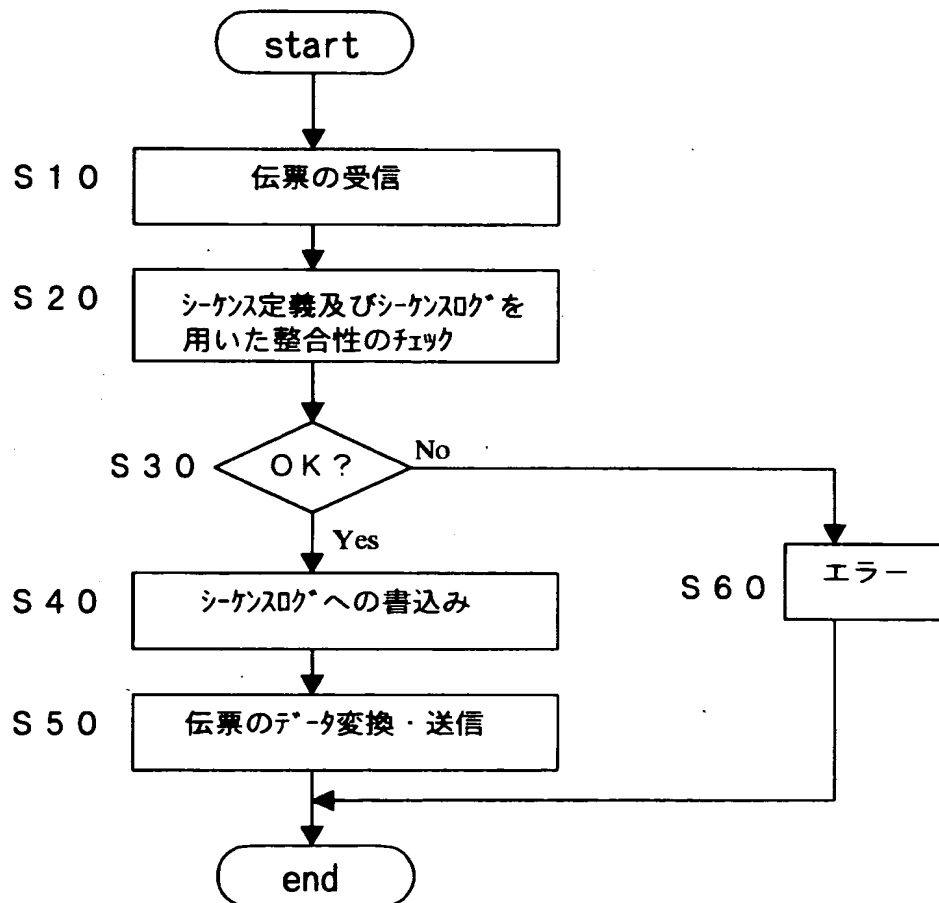 start
S10
伝票の受信
S20
ｼｰｹﾝｽ定義及びｼｰｹﾝｽﾛｸﾞを
用いた整合性のﾁｪｯｸ
S30
OK?
No
Yes
S40
ｼｰｹﾝｽﾛｸﾞへの書込み
S60
エラー
S50
伝票のﾃﾞｰﾀ変換・送信
end